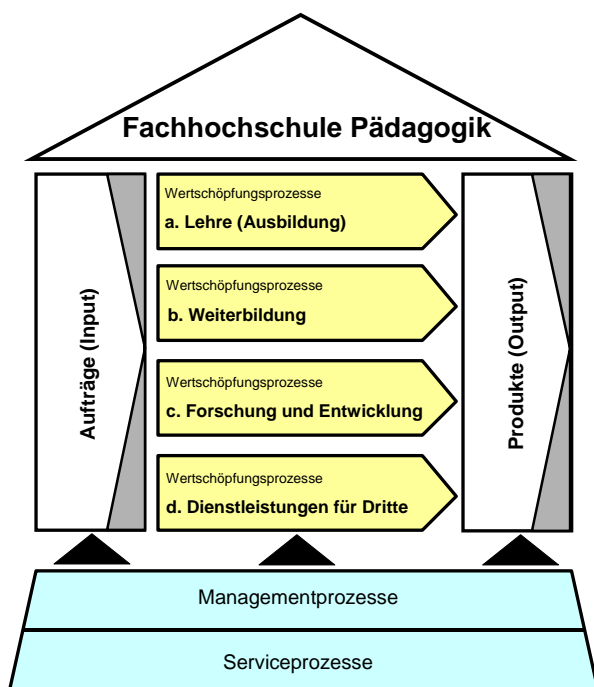 Fachhochschule Pädagogik
Aufträge (Input)
Wertschöpfungsprozesse
a. Lehre (Ausbildung)
Wertschöpfungsprozesse
b. Weiterbildung
Wertschöpfungsprozesse
c. Forschung und Entwicklung
Wertschöpfungsprozesse
d. Dienstleistungen für Dritte
Produkte (Output)
Managementprozesse
Serviceprozesse